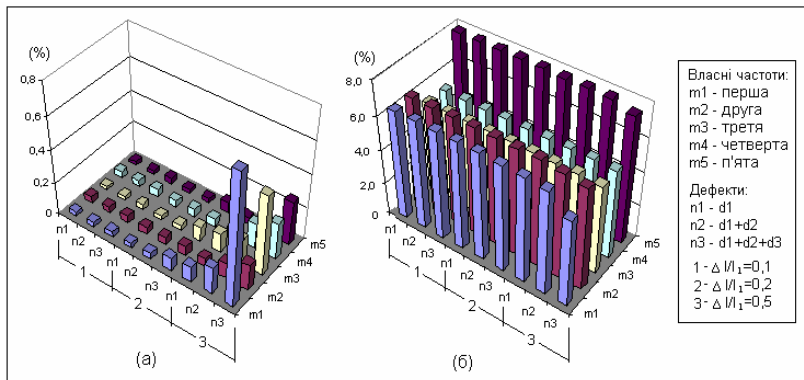 (%)
0,8
0,6
0,4
0,2
0
n1
n2
n3
n1
n2
n3
n1
n2
n3
1
2
3
m1
m2
m3
m4
m5
(а)
(%)
8,0
6,0
4,0
2,0
0
n1
n2
n3
n1
n2
n3
n1
n2
n3
1
2
3
m1
m2
m3
m4
m5
(б)
Власні частоти:
m1 - перша
m2 - друга
m3 - третя
m4 - четверта
m5 - п'ята
Дефекти:
n1 - d1
n2 - d1+d2
n3 - d1+d2+d3
1 - Δ I/I₁=0,1
2 - Δ I/I₁=0,2
3 - Δ I/I₁=0,5